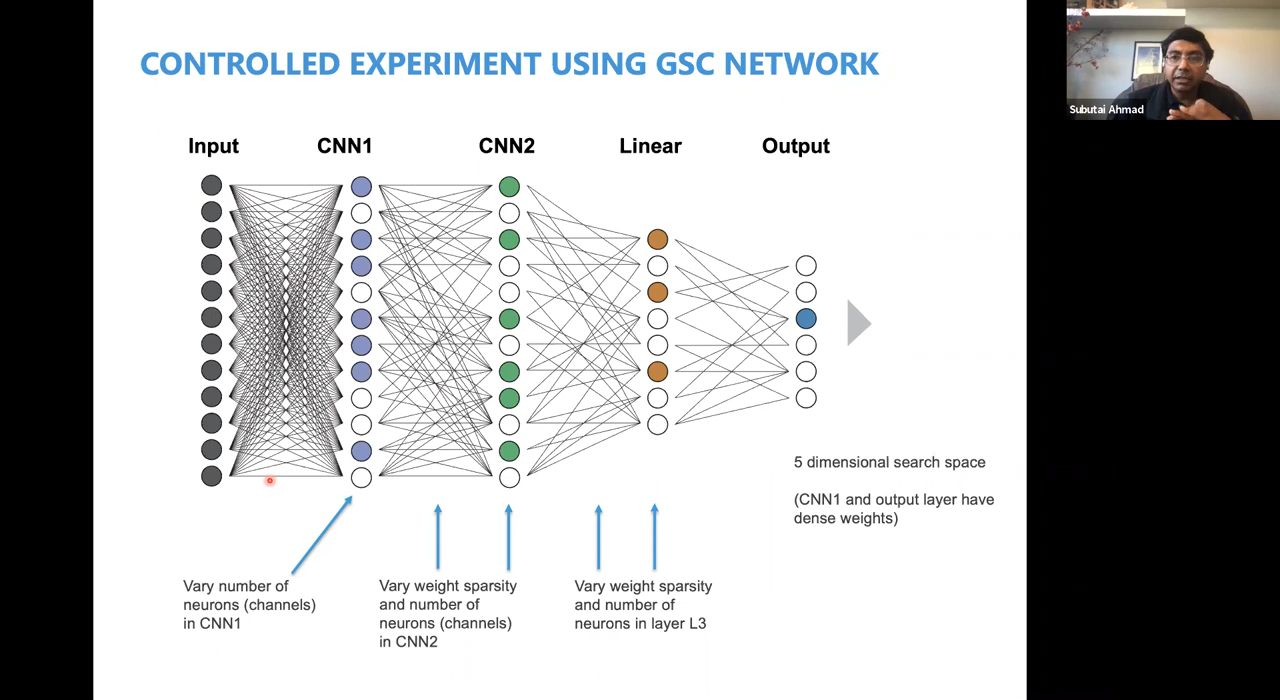 CONTROLLED EXPERIMENT USING GSC NETWORK
Subutai Ahmad
Input
CNN1
CNN2
Linear
Output
5 dimensional search space
(CNN1 and output layer have
dense weights)
Vary number of
neurons (channels)
in CNN1
Vary weight sparsity
and number of
neurons (channels)
in CNN2
Vary weight sparsity
and number of
neurons in layer L3